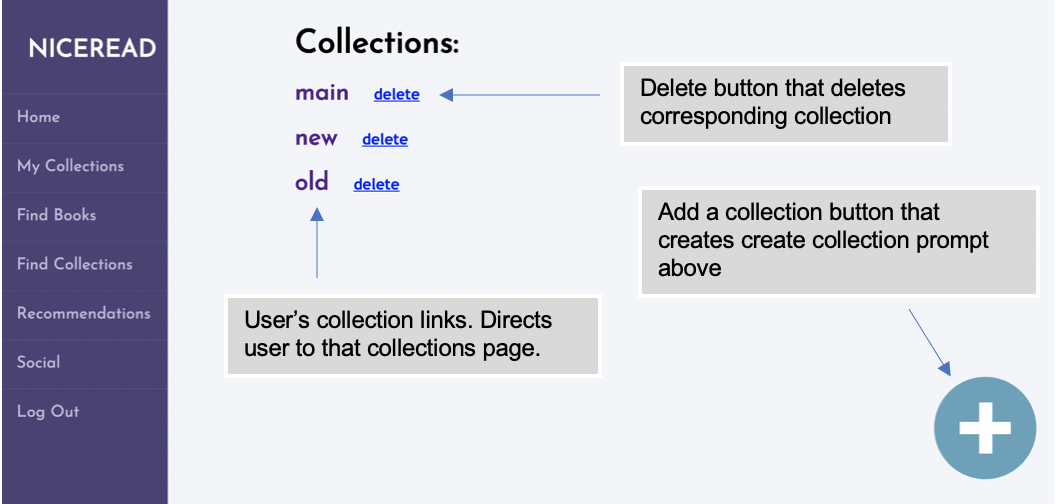 NICEREAD
Home
My Collections
Find Books
Find Collections
Recommendations
Social
Log Out
Collections:
main delete
new delete
old delete
Delete button that deletes
corresponding collection
Add a collection button that
creates create collection prompt
above
User’s collection links. Directs
user to that collections page.